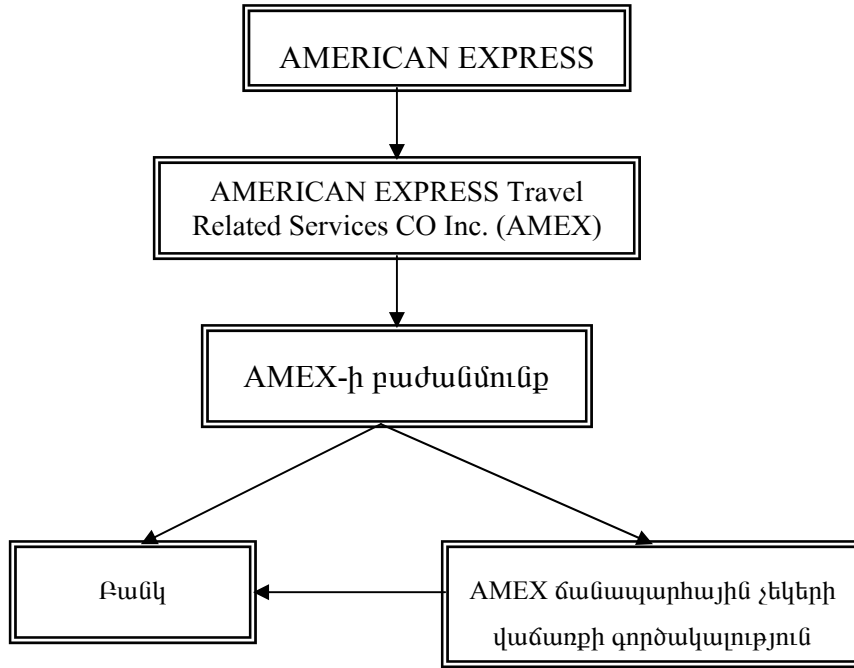 AMERICAN EXPRESS
AMERICAN EXPRESS Travel
Related Services CO Inc. (AMEX)
AMEX-ի բաժանմունք
Բանկ
AMEX ճանապարհային չեկերի
վաճառքի գործակալություն